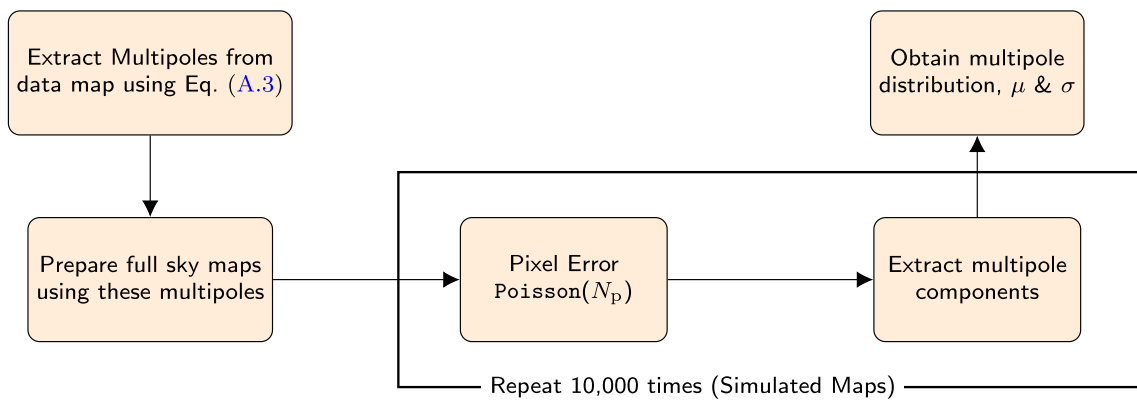 Extract Multipoles from
data map using Eq. (A.3)
Obtain multipole
distribution, μ & σ
Prepare full sky maps
using these multipoles
Pixel Error
Poisson(Nₚ)
Extract multipole
components
Repeat 10,000 times (Simulated Maps)